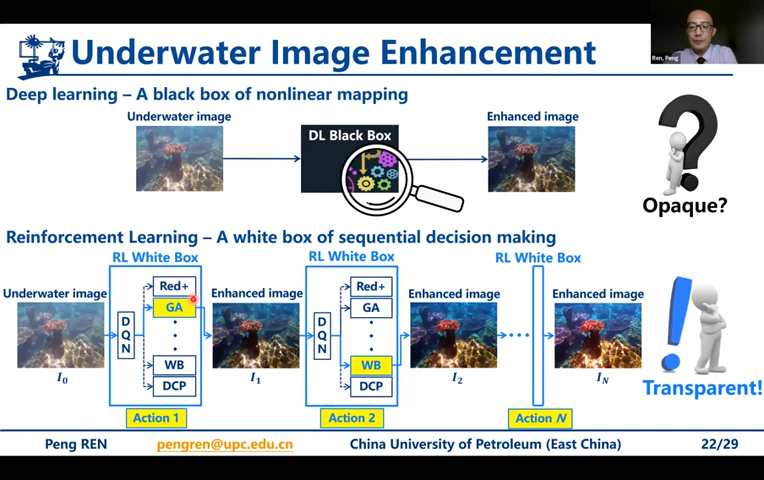 Underwater Image Enhancement
Ren, Peng
Deep learning – A black box of nonlinear mapping
Underwater image
DL Black Box
Enhanced image
Opaque?
Reinforcement Learning – A white box of sequential decision making
RL White Box
RL White Box
RL White Box
Underwater image
DQN
Red+
GA
WB
DCP
Enhanced image
DQN
Red+
GA
WB
DCP
Enhanced image
Enhanced image
I0
I1
I2
IN
Transparent!
Action 1
Action 2
Action N
Peng REN
pengren@upc.edu.cn
China University of Petroleum (East China)
22/29